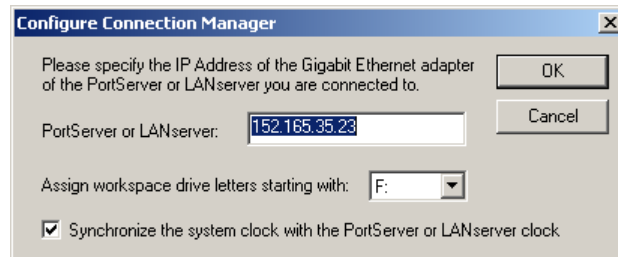 Configure Connection Manager
Please specify the IP Address of the Gigabit Ethernet adapter
of the PortServer or LANserver you are connected to.
OK
Cancel
PortServer or LANserver: 152.165.35.23
Assign workspace drive letters starting with: F:
Synchronize the system clock with the PortServer or LANserver clock